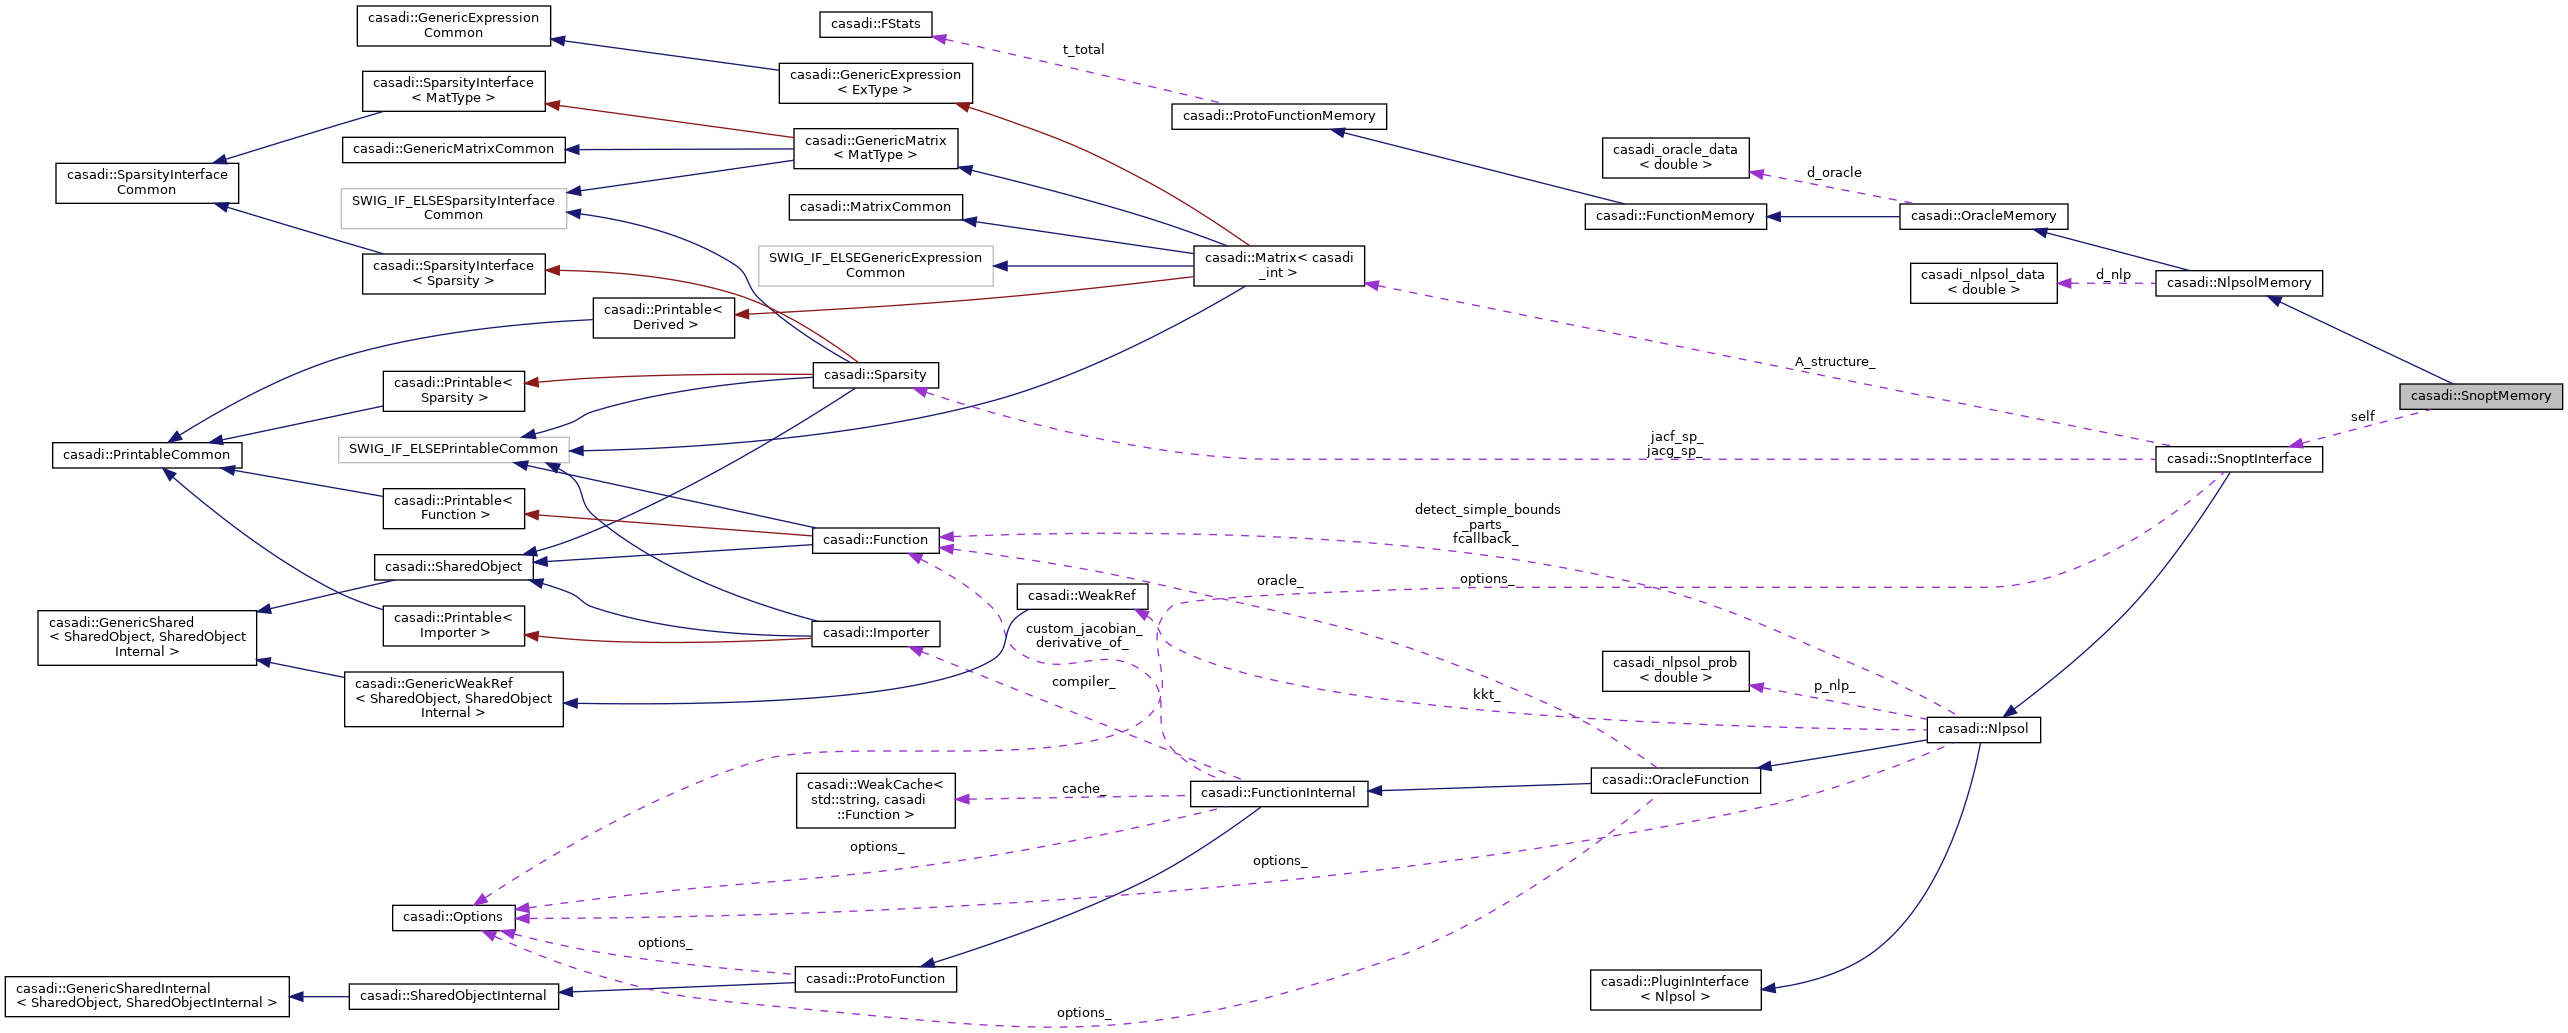 casadi::GenericExpression
Common
casadi::FStats
t_total
casadi::GenericExpression
< ExType >
casadi::SparsityInterface
< MatType >
casadi::ProtoFunctionMemory
casadi::GenericMatrix
< MatType >
casadi::GenericMatrixCommon
casadi_oracle_data
< double >
d_oracle
casadi::SparsityInterface
Common
SWIG_IF_ELSESparsityInterface
Common
casadi::MatrixCommon
casadi::FunctionMemory
casadi::OracleMemory
casadi::SparsityInterface
< Sparsity >
SWIG_IF_ELSEGenericExpression
Common
casadi::Matrix< casadi
_int >
casadi_nlpsol_data
< double >
d_nlp
casadi::NlpsolMemory
casadi::Printable<
Derived >
A_structure_
casadi::Sparsity
casadi::Printable<
Sparsity >
casadi::SnoptMemory
self
jacf_sp_
jacg_sp_
casadi::PrintableCommon
SWIG_IF_ELSEPrintableCommon
casadi::SnoptInterface
casadi::Printable<
Function >
detect_simple_bounds
_parts_
fcallback_
casadi::Function
casadi::SharedObject
oracle_
options_
casadi::WeakRef
casadi::GenericShared
< SharedObject, SharedObject
Internal >
casadi::Printable<
Importer >
casadi::Importer
custom_jacobian_
derivative_of_
compiler_
casadi::GenericWeakRef
< SharedObject, SharedObject
Internal >
kkt_
casadi_nlpsol_prob
< double >
p_nlp_
casadi::Nlpsol
casadi::WeakCache<
std::string, casadi
::Function >
cache_
casadi::FunctionInternal
casadi::OracleFunction
options_
options_
casadi::Options
options_
casadi::ProtoFunction
casadi::PluginInterface
< Nlpsol >
casadi::GenericSharedInternal
< SharedObject, SharedObjectInternal >
casadi::SharedObjectInternal
options_